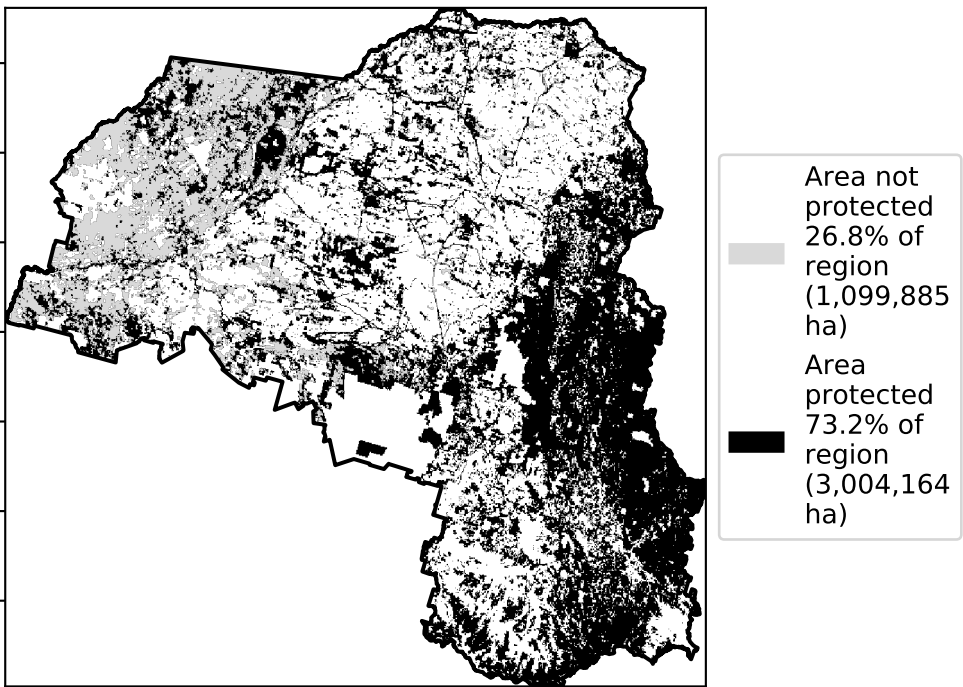 Area not
protected
26.8% of
region
(1,099,885
ha)
Area
protected
73.2% of
region
(3,004,164
ha)